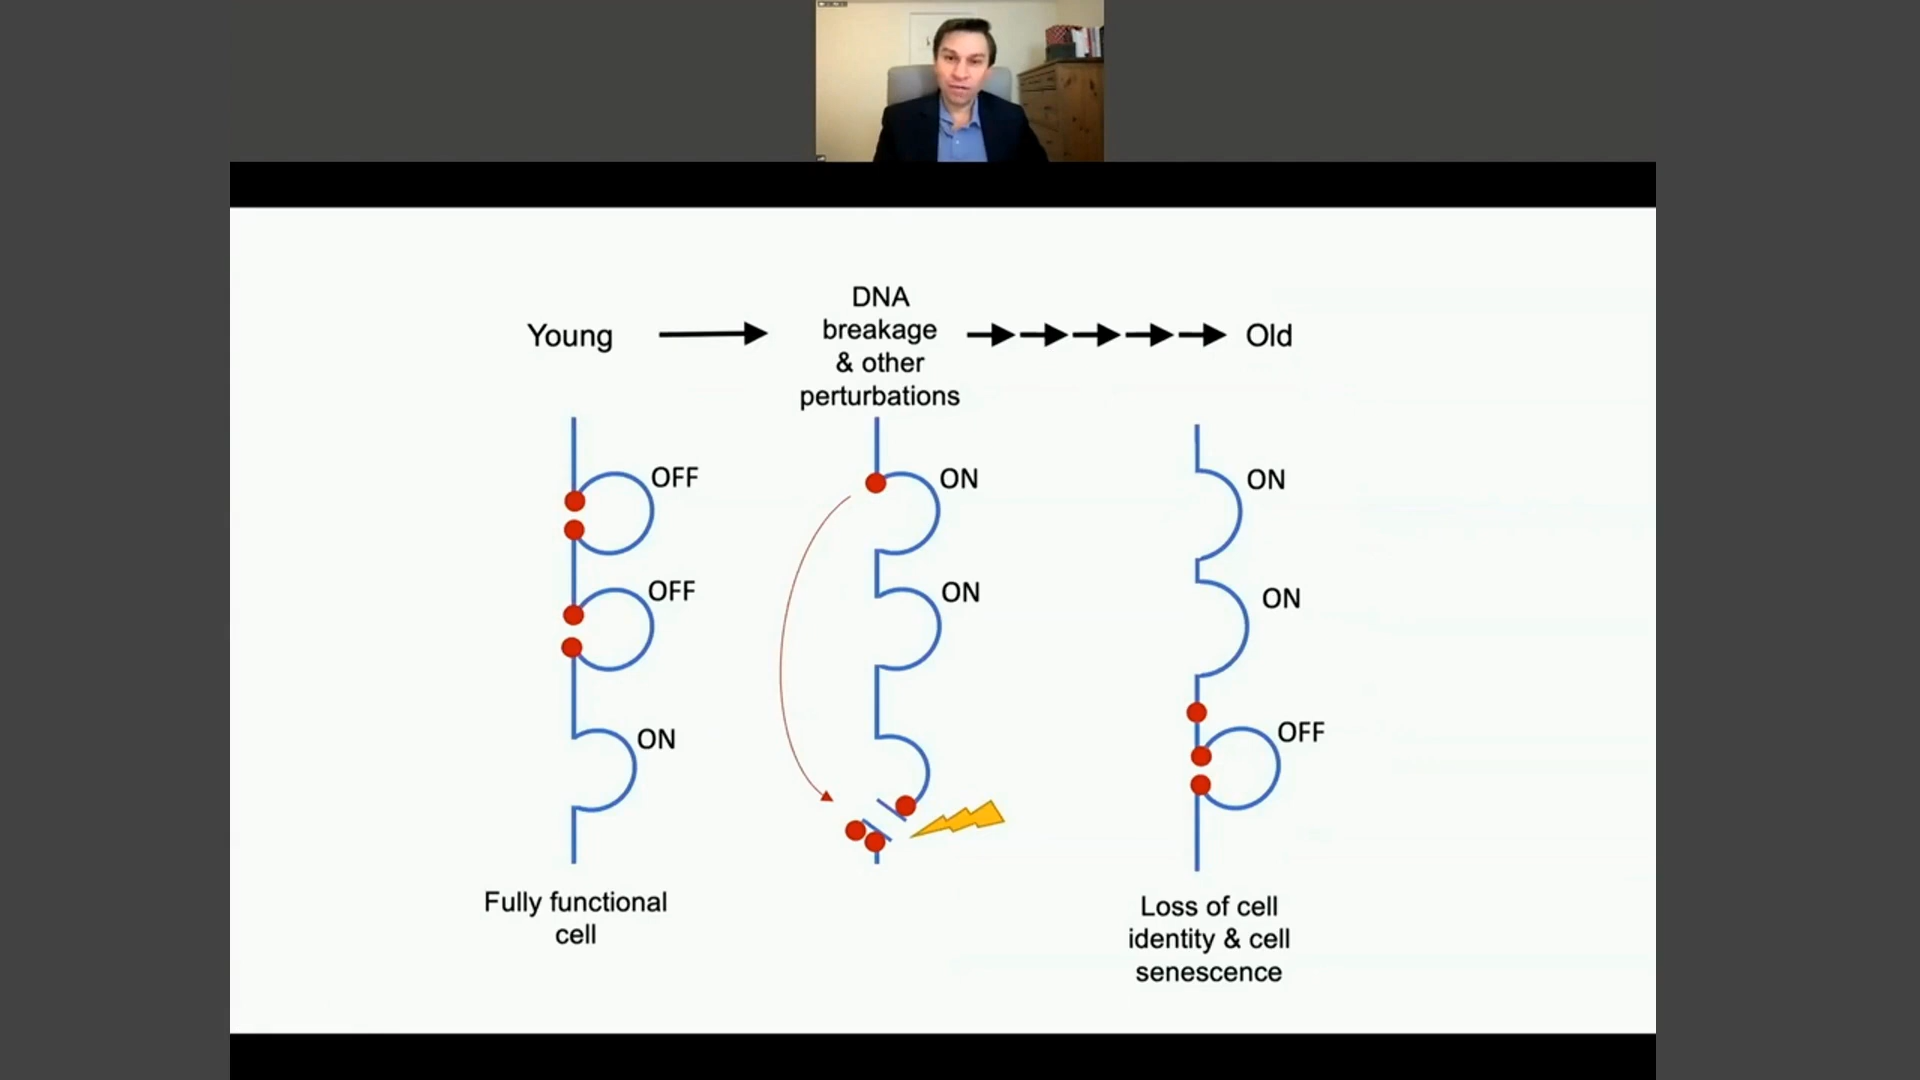 Young
DNA
breakage
& other
perturbations
Old
OFF
OFF
ON
ON
ON
ON
ON
OFF
Fully functional
cell
Loss of cell
identity & cell
senescence